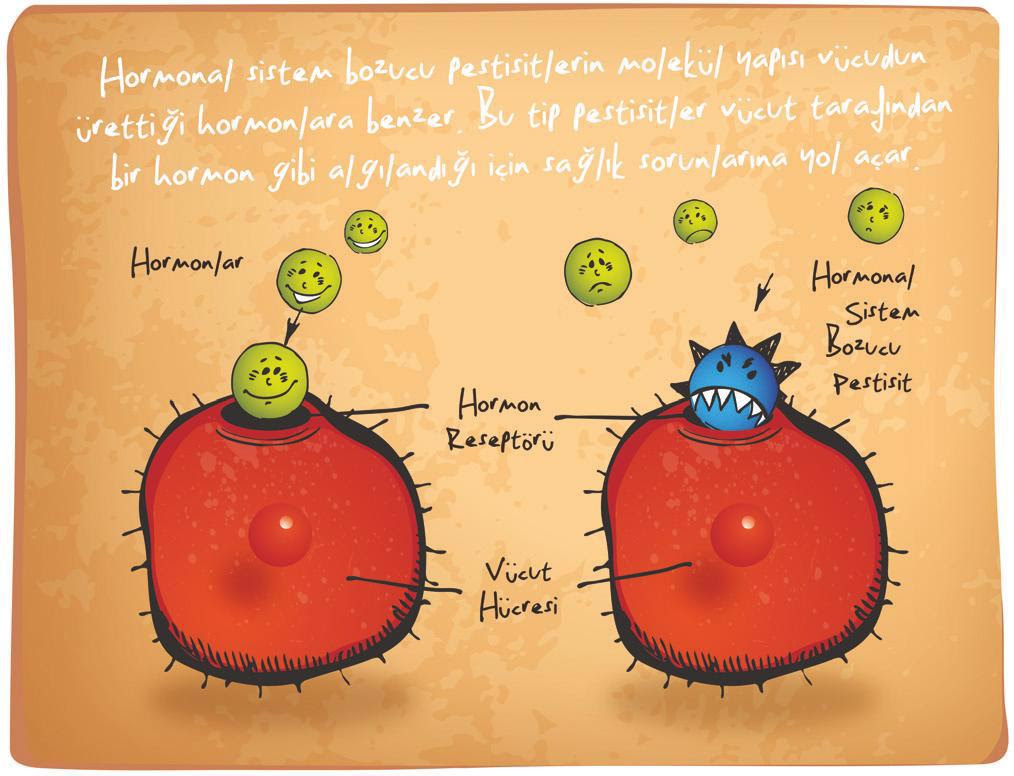 Hormonal sistem bozucu pestisitlerin molekül yapısı vücudun
ürettiği hormonlara benzer. Bu tip pestisitler vücut tarafından
bir hormon gibi algılandığı için sağlık sorunlarına yol açar.
Hormonlar
Hormonal
Sistem
Bozucu
Pestisit
Hormon
Reseptörü
Vücut
Hücresi